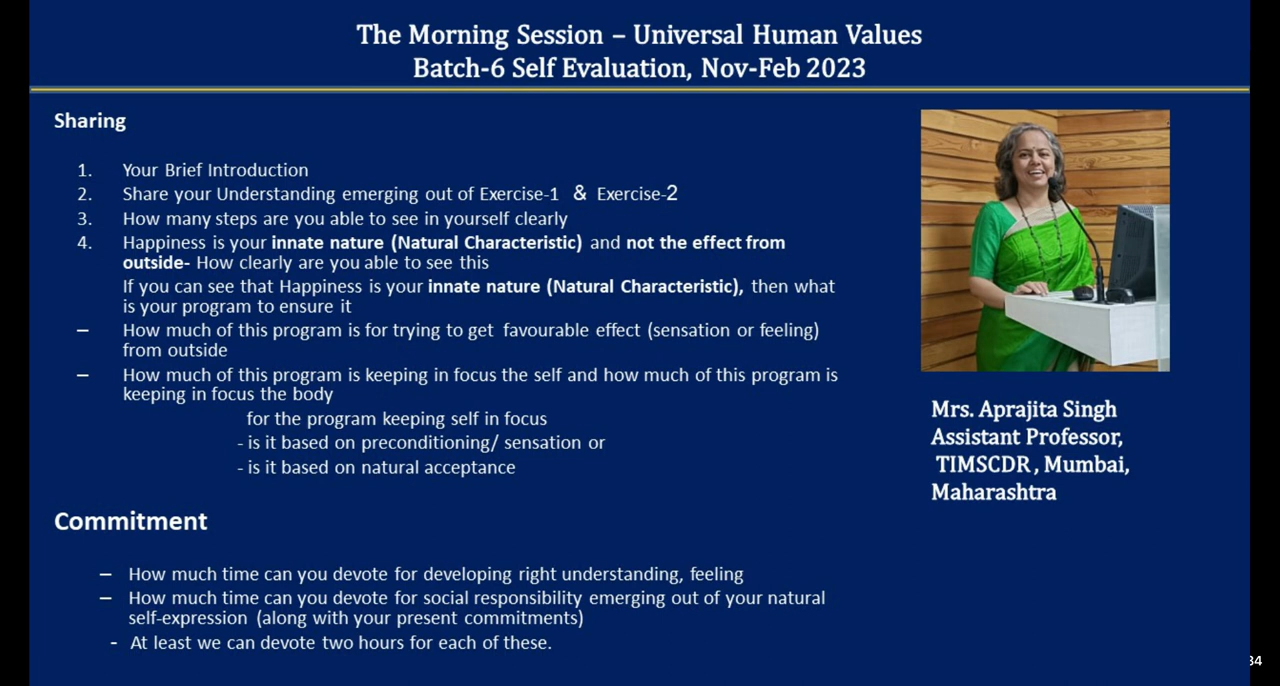 The Morning Session – Universal Human Values
Batch-6 Self Evaluation, Nov-Feb 2023
Sharing
1. Your Brief Introduction
2. Share your Understanding emerging out of Exercise-1 & Exercise-2
3. How many steps are you able to see in yourself clearly
4. Happiness is your innate nature (Natural Characteristic) and not the effect from
outside- How clearly are you able to see this
If you can see that Happiness is your innate nature (Natural Characteristic), then what
is your program to ensure it
– How much of this program is for trying to get favourable effect (sensation or feeling)
from outside
– How much of this program is keeping in focus the self and how much of this program is
keeping in focus the body
for the program keeping self in focus
- is it based on preconditioning/ sensation or
- is it based on natural acceptance
Commitment
– How much time can you devote for developing right understanding, feeling
– How much time can you devote for social responsibility emerging out of your natural
self-expression (along with your present commitments)
- At least we can devote two hours for each of these.
Mrs. Aprajita Singh
Assistant Professor,
TIMSCDR , Mumbai,
Maharashtra
34